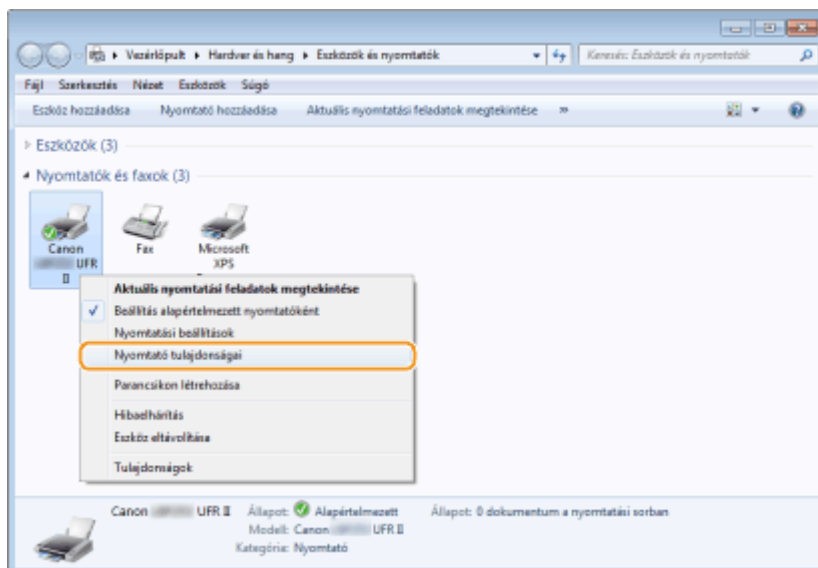 Vezérlőpult ▸ Hardver és hang ▸ Eszközök és nyomtatók
Keresés: Eszközök és nyomtatók
Fájl Szerkesztés Nézet Eszközök Súgó
Eszköz hozzáadása Nyomtató hozzáadása Aktuális nyomtatási feladatok megtekintése »
Eszközök (3)
Nyomtatók és faxok (3)
Canon UFR II
Fax
Microsoft XPS
Aktuális nyomtatási feladatok megtekintése
Beállítás alapértelmezett nyomtatóként
Nyomtatási beállítások
Nyomtató tulajdonságai
Parancsikon létrehozása
Hibaelhárítás
Eszköz eltávolítása
Tulajdonságok
Canon UFR II Állapot: Alapértelmezett Állapot: 0 dokumentum a nyomtatási sorban
Modell: Canon UFR II
Kategória: Nyomtató